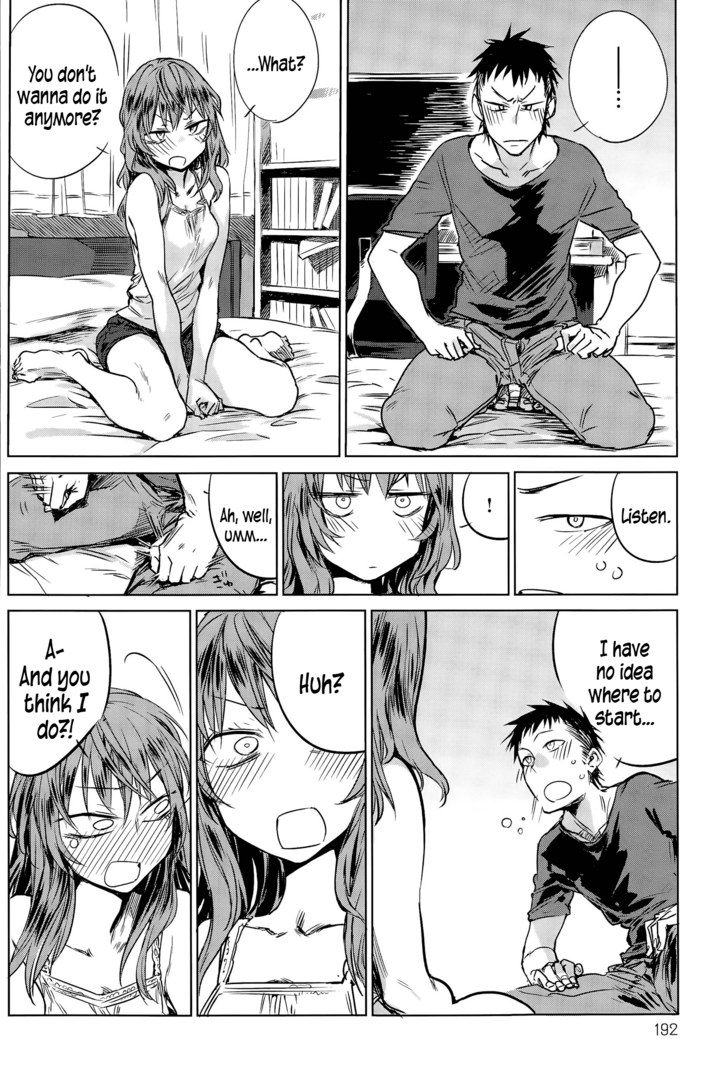 !...
...What?
You don't
wanna do it
anymore?
Listen.
!
Ah, well,
umm...
I have
no idea
where to
start...
Huh?
A-
And you
think I
do?!
192